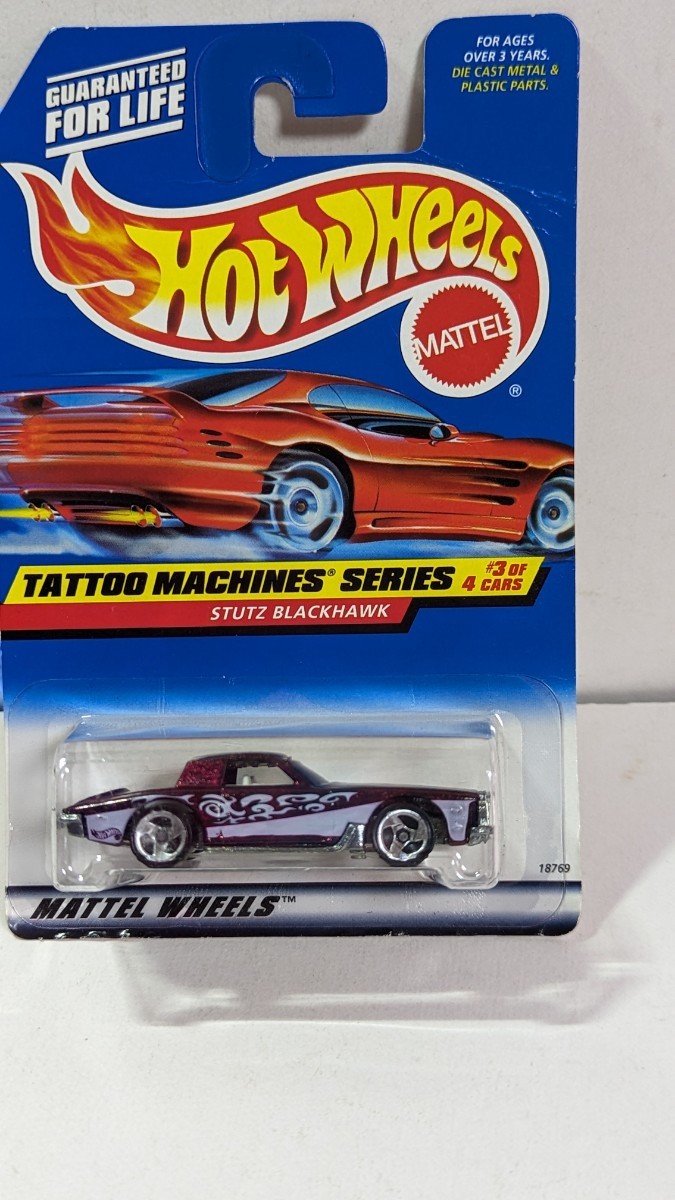 GUARANTEED
FOR LIFE
FOR AGES
OVER 3 YEARS.
DIE CAST METAL &
PLASTIC PARTS.
HOT WHEELS
MATTEL
®
TATTOO MACHINES® SERIES
#3 OF
4 CARS
STUTZ BLACKHAWK
18769
MATTEL WHEELS™